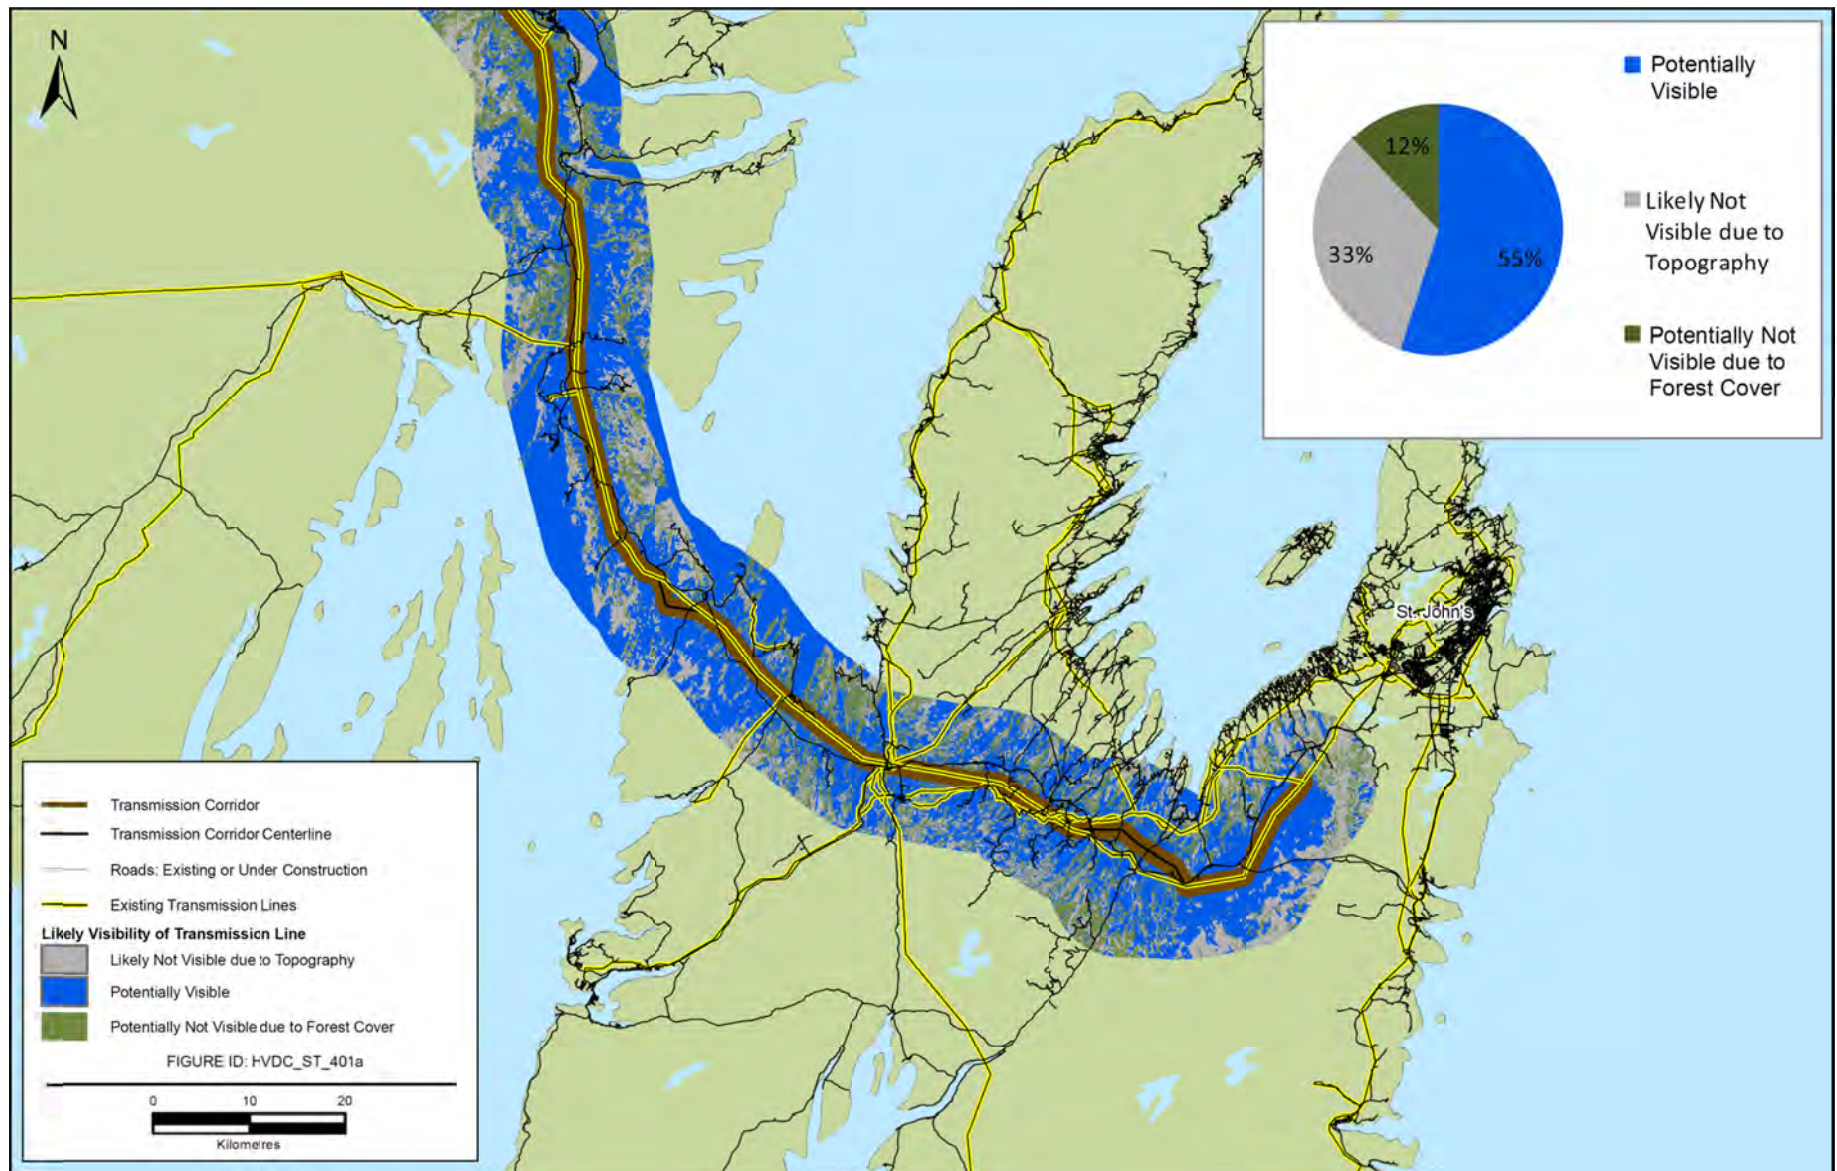 N
Potentially
Visible
12%
Likely Not
Visible due to
Topography
33%
55%
Potentially Not
Visible due to
Forest Cover
St. John's
Transmission Corridor
Transmission Corridor Centerline
Roads: Existing or Under Construction
Existing Transmission Lines
Likely Visibility of Transmission Line
Likely Not Visible due to Topography
Potentially Visible
Potentially Not Visible due to Forest Cover
FIGURE ID: HVDC_ST_401a
0 10 20
Kilometres